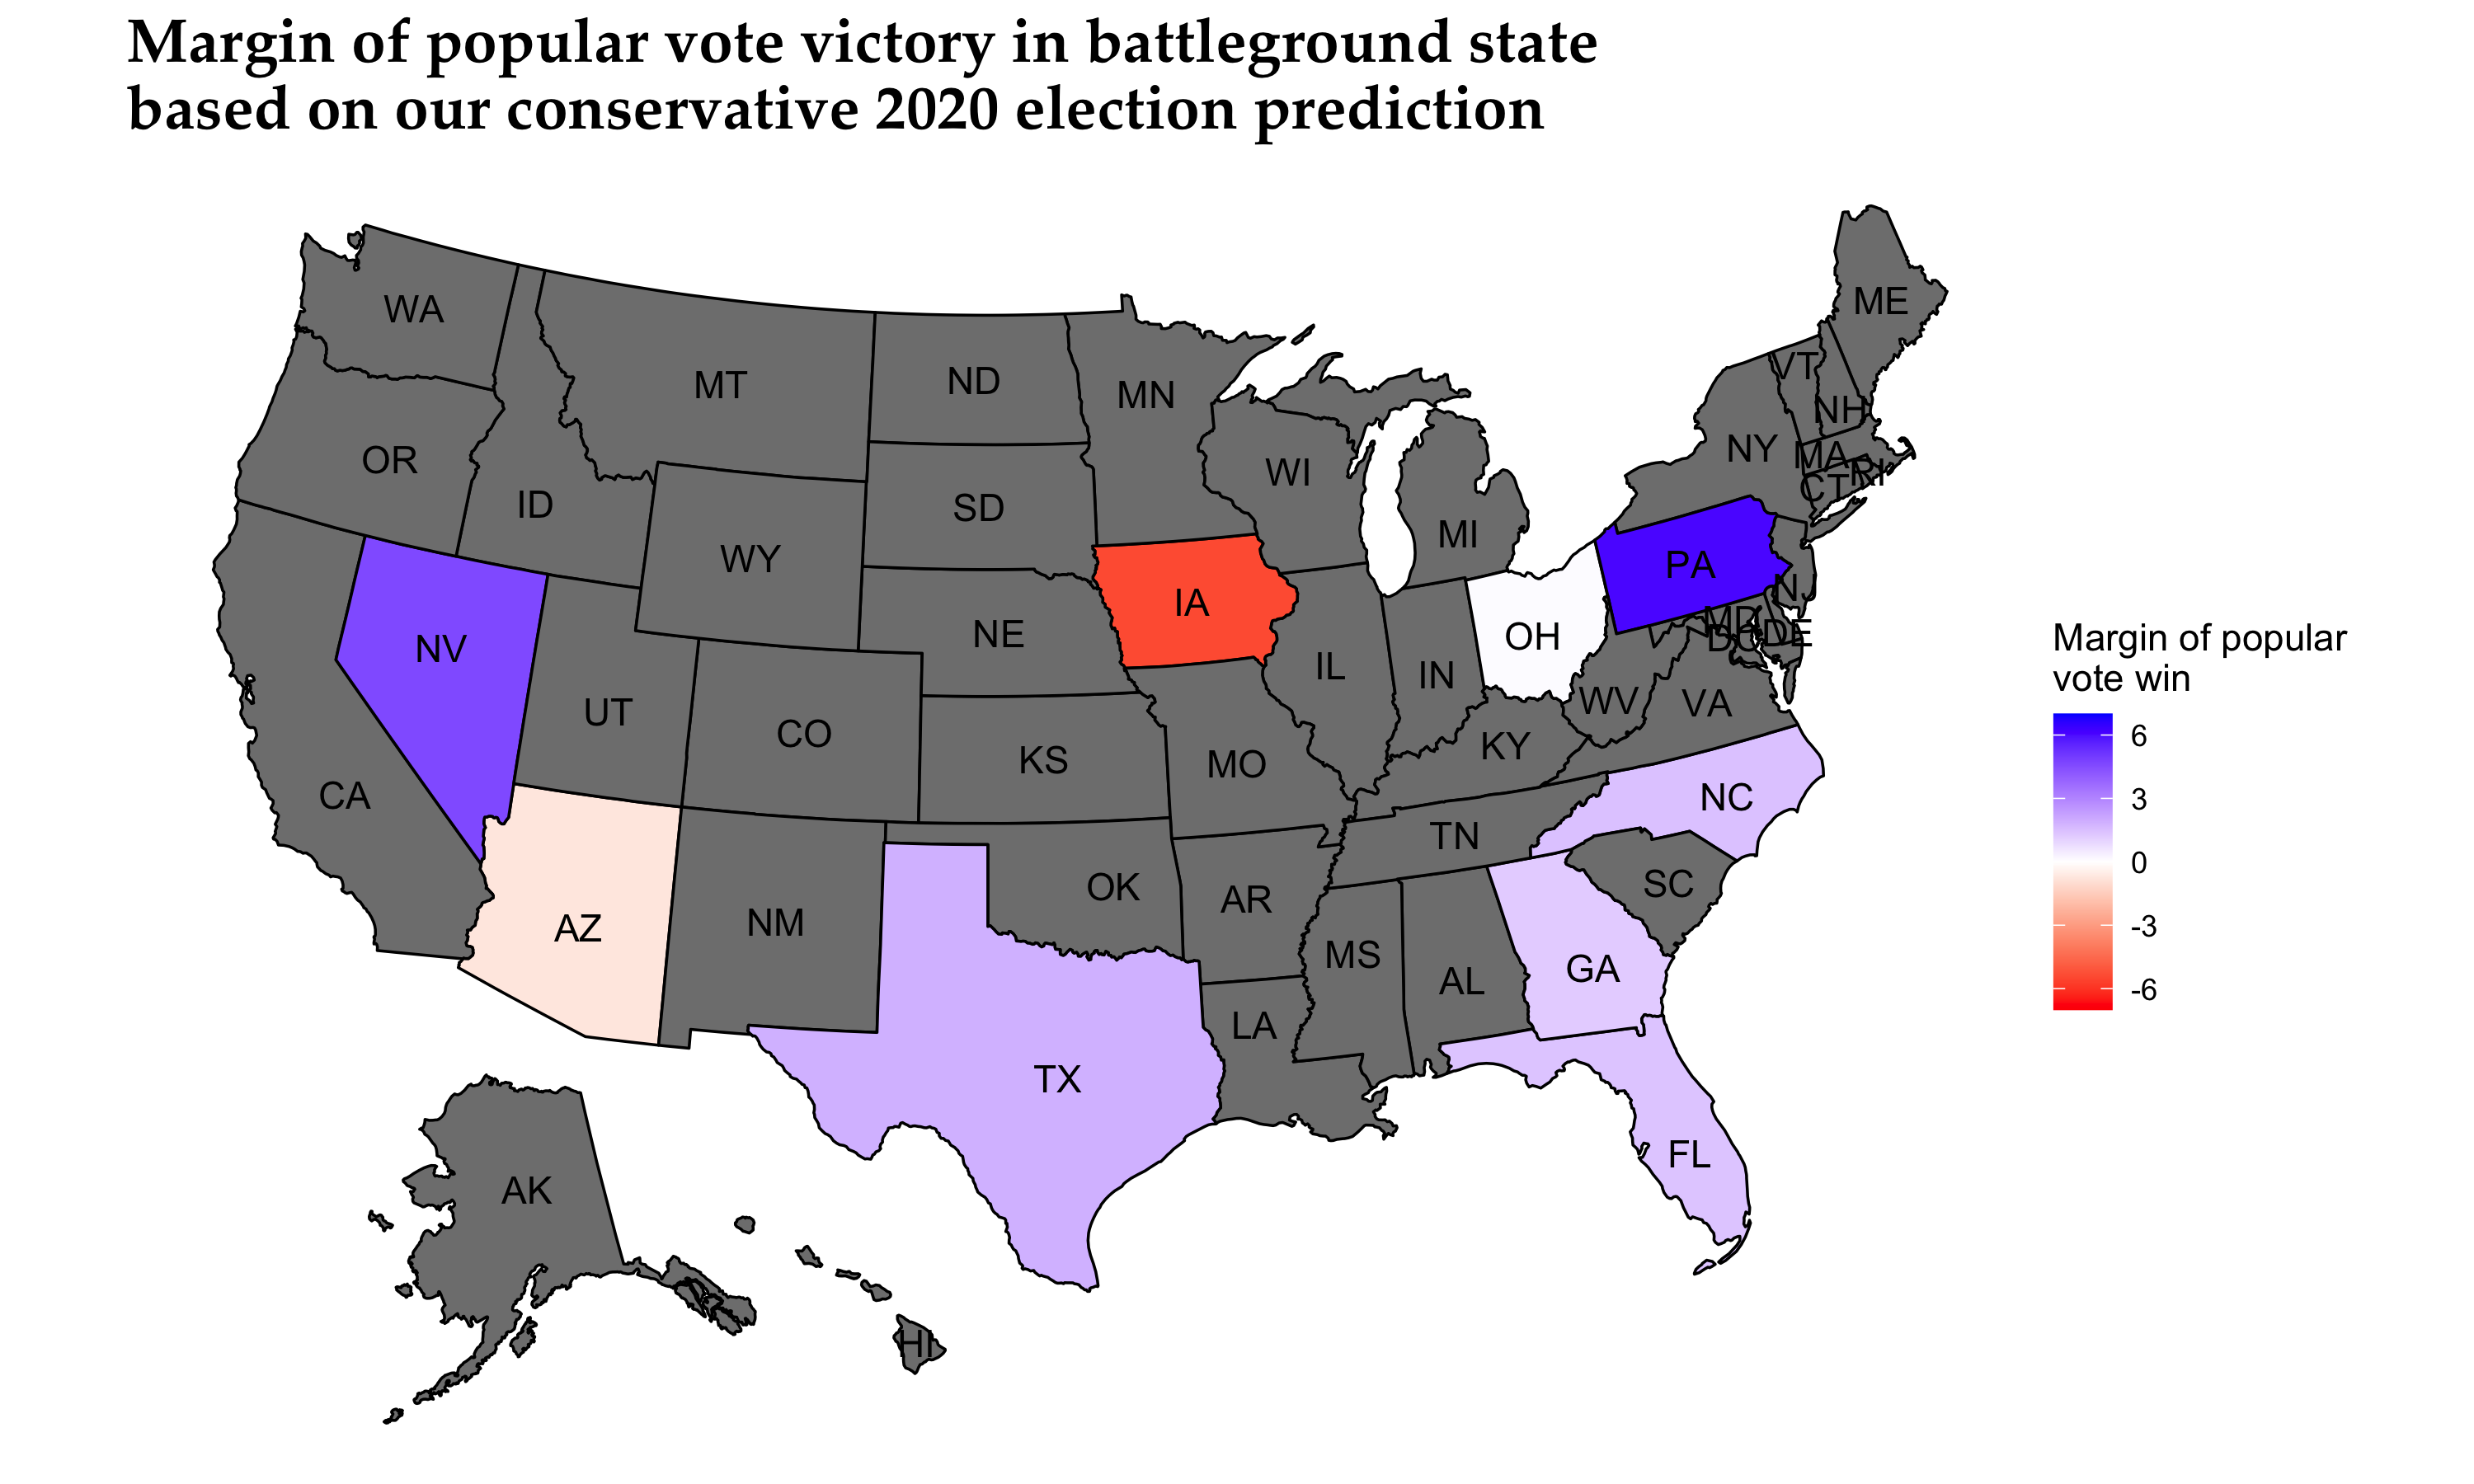 Margin of popular vote victory in battleground state
based on our conservative 2020 election prediction
WA
ME
MT
ND
MN
VT
NH
OR
ID
SD
WI
NY
MA
RI
CT
MI
WY
PA
NJ
IA
NE
OH
MD
DE
DC
NV
IL
IN
UT
CO
WV
VA
KS
MO
KY
CA
NC
TN
AZ
NM
OK
AR
SC
MS
AL
GA
LA
TX
FL
AK
HI
Margin of popular
vote win
6
3
0
-3
-6